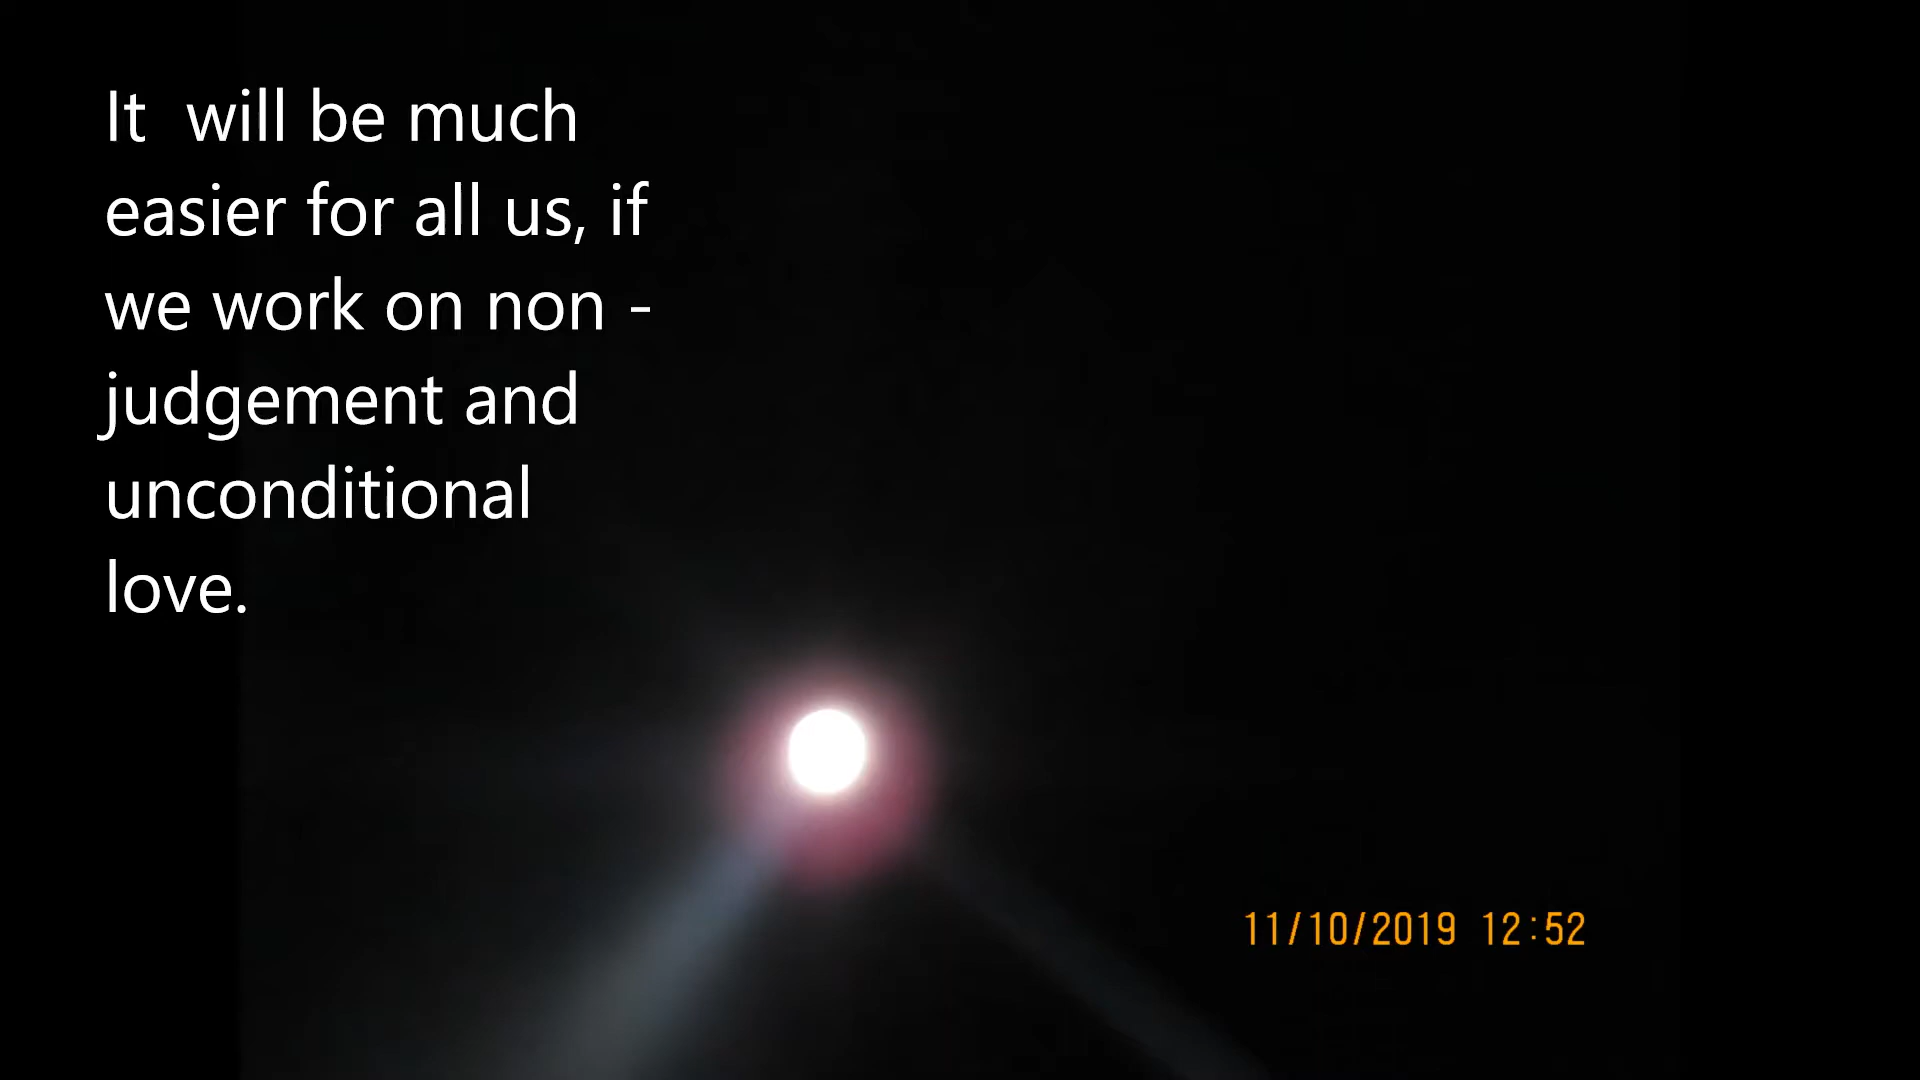 It  will be much
easier for all us, if
we work on non -
judgement and
unconditional
love.
11/10/2019 12:52